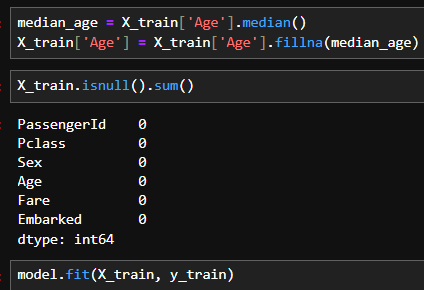 median_age = X_train['Age'].median()
X_train['Age'] = X_train['Age'].fillna(median_age)
X_train.isnull().sum()
PassengerId    0
Pclass         0
Sex            0
Age            0
Fare           0
Embarked       0
dtype: int64
model.fit(X_train, y_train)